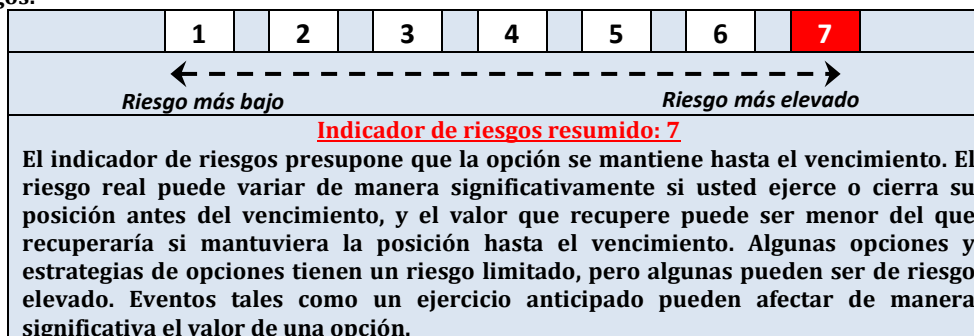 gos:
1 2 3 4 5 6 7
Riesgo más bajo Riesgo más elevado
Indicador de riesgos resumido: 7
El indicador de riesgos presupone que la opción se mantiene hasta el vencimiento. El
riesgo real puede variar de manera significativamente si usted ejerce o cierra su
posición antes del vencimiento, y el valor que recupere puede ser menor del que
recuperaría si mantuviera la posición hasta el vencimiento. Algunas opciones y
estrategias de opciones tienen un riesgo limitado, pero algunas pueden ser de riesgo
elevado. Eventos tales como un ejercicio anticipado pueden afectar de manera
significativa el valor de una opción.